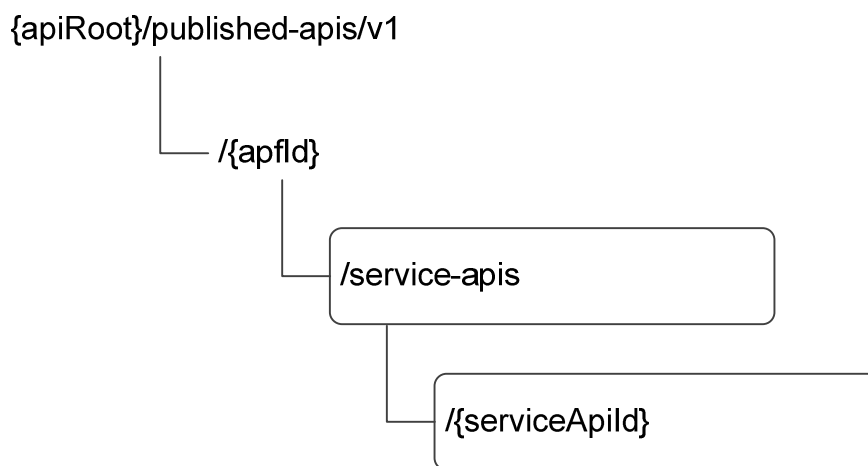 {apiRoot}/published-apis/v1
/{apfId}
/service-apis
/{serviceApiId}